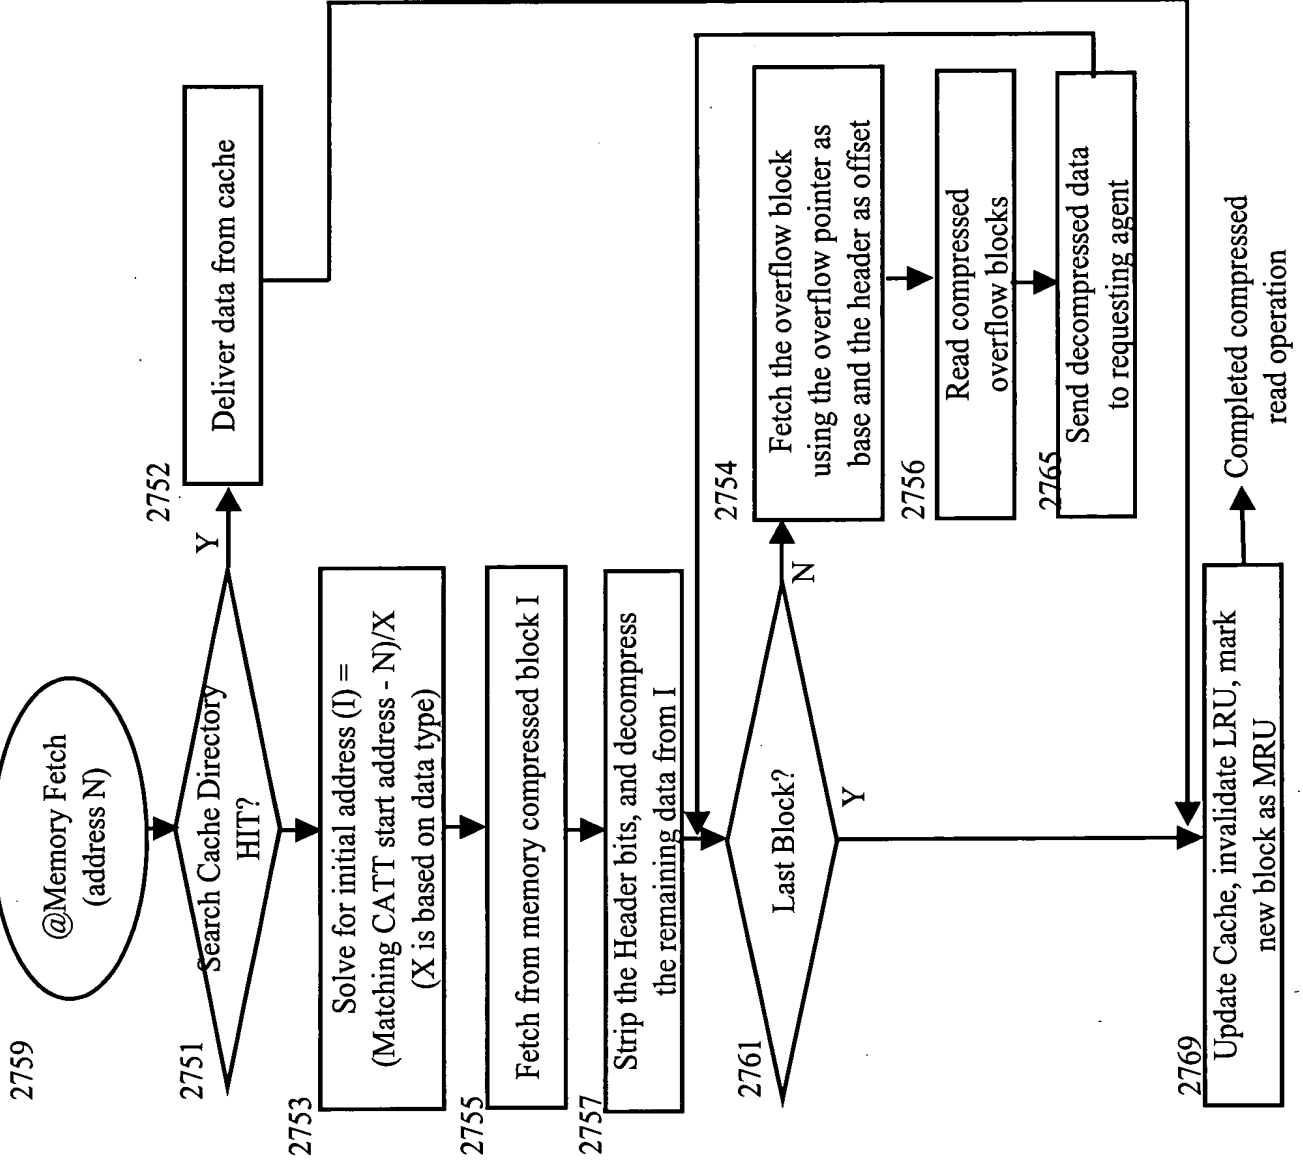 2759
@Memory Fetch
(address N)
2751
Search Cache Directory
HIT?
Y
2752
Deliver data from cache
2753
Solve for initial address (I) =
(Matching CATT start address - N)/X
(X is based on data type)
2755
Fetch from memory compressed block I
2757
Strip the Header bits, and decompress
the remaining data from I
2761
Last Block?
N
Y
2754
Fetch the overflow block
using the overflow pointer as
base and the header as offset
2756
Read compressed
overflow blocks
2765
Send decompressed data
to requesting agent
2769
Update Cache, invalidate LRU, mark
new block as MRU
Completed compressed
read operation